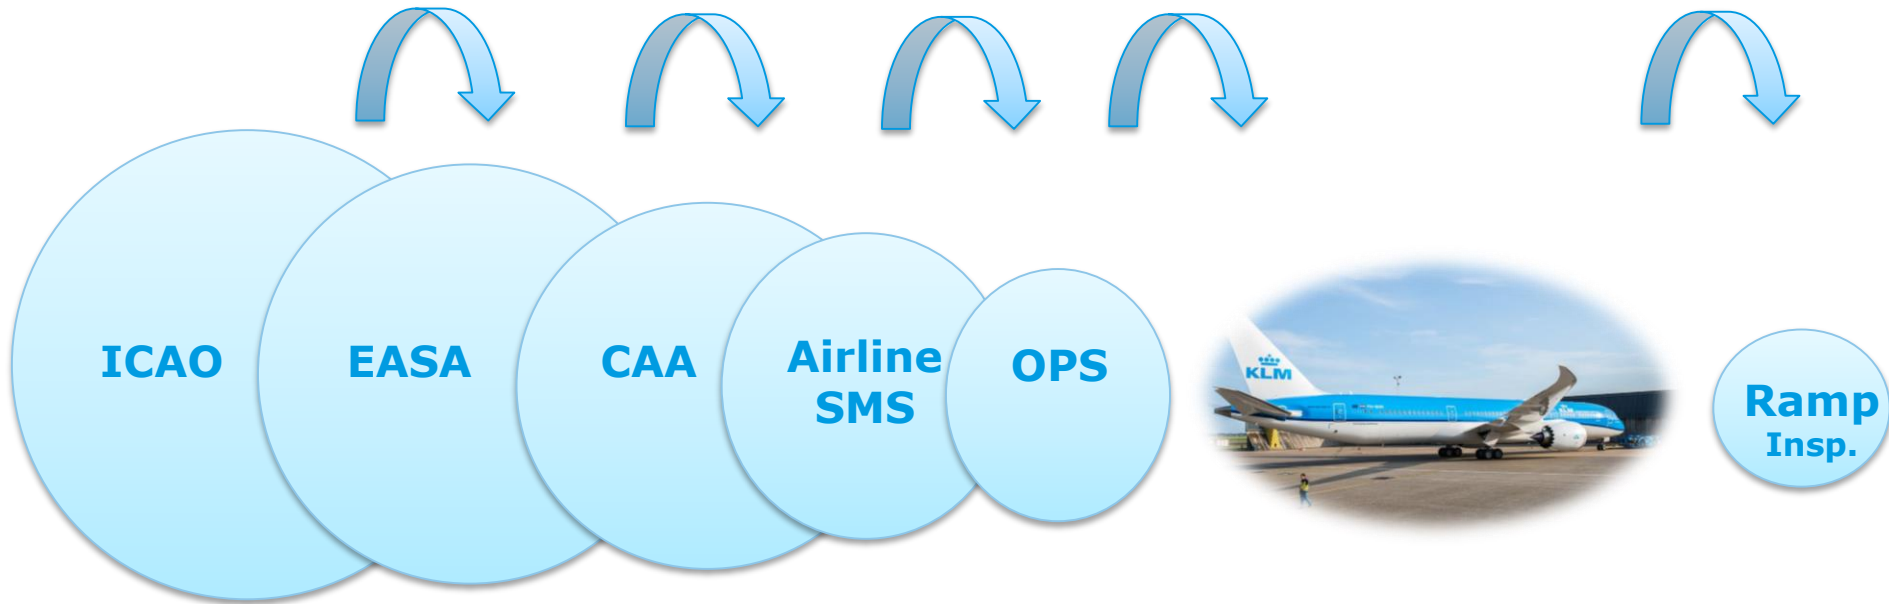 ICAO
EASA
CAA
Airline
SMS
OPS
KLM
Ramp
Insp.